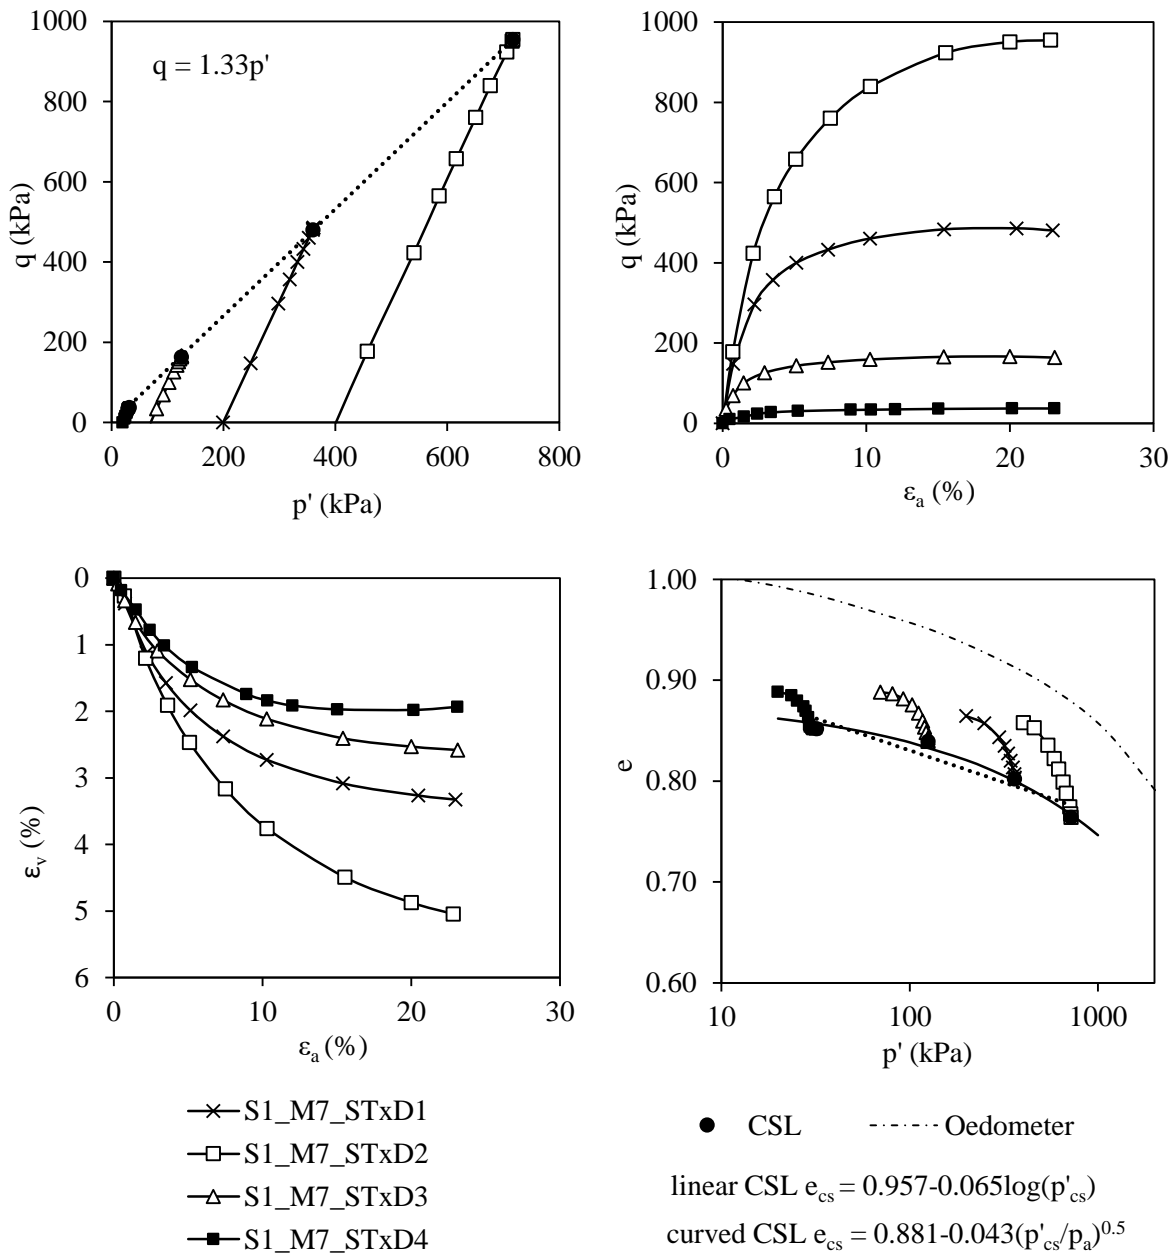 q = 1.33p'
q (kPa)
1000
800
600
400
200
0
0 200 400 600 800
p' (kPa)
q (kPa)
1000
800
600
400
200
0
0 10 20 30
εa (%)
εv (%)
0
1
2
3
4
5
6
0 10 20 30
εa (%)
e
1.00
0.90
0.80
0.70
0.60
10 100 1000
p' (kPa)
S1_M7_STxD1
S1_M7_STxD2
S1_M7_STxD3
S1_M7_STxD4
CSL Oedometer
linear CSL ecs = 0.957-0.065log(p'cs)
curved CSL ecs = 0.881-0.043(p'cs/pa)^0.5